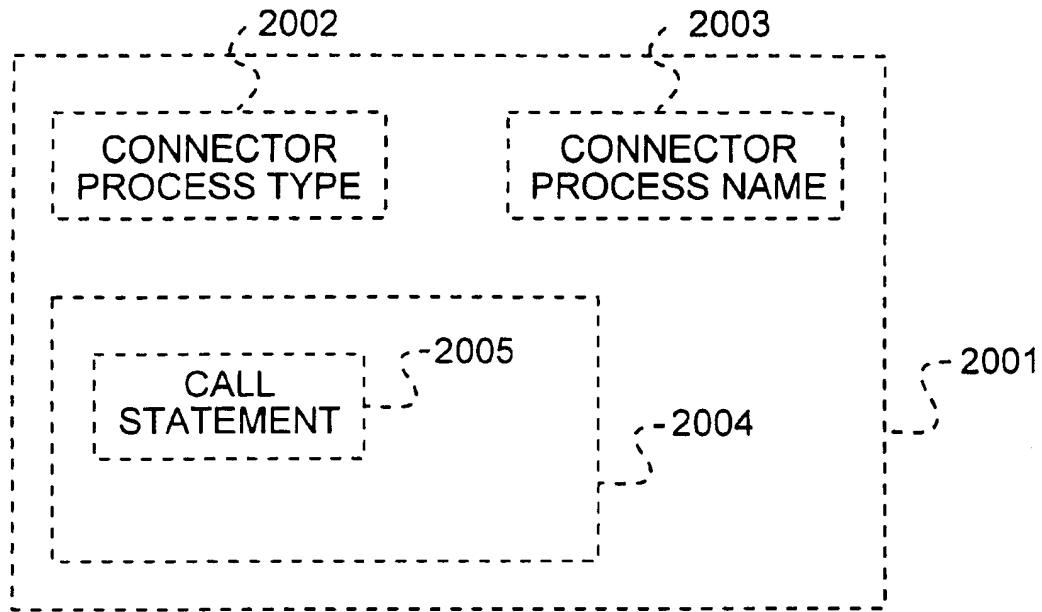 2002
2003
CONNECTOR
PROCESS TYPE
CONNECTOR
PROCESS NAME
CALL
STATEMENT
2005
2004
2001